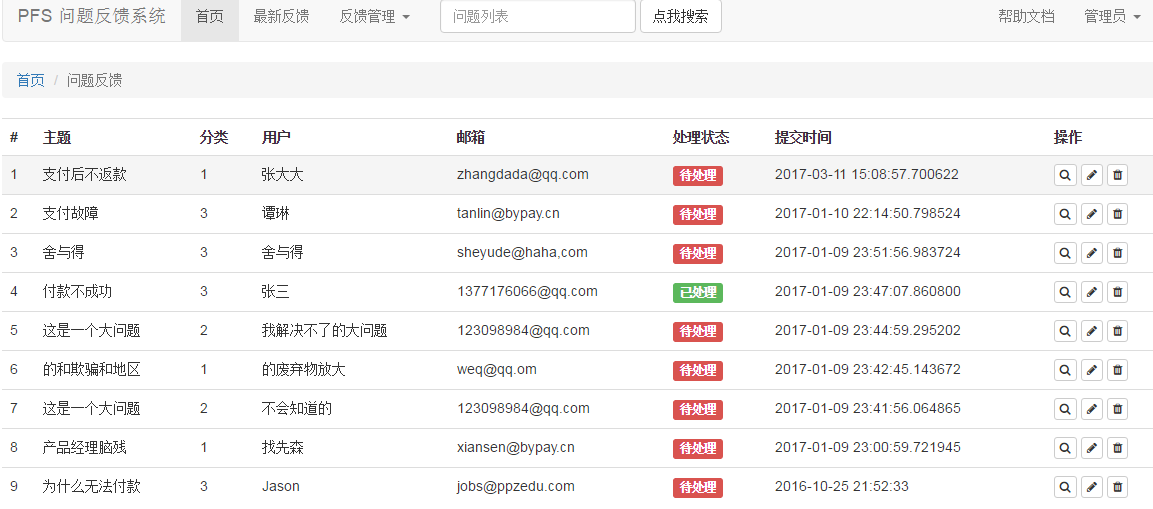 PFS 问题反馈系统 首页 最新反馈 反馈管理 问题列表 点我搜索 帮助文档 管理员
首页 / 问题反馈
# 主题 分类 用户 邮箱 处理状态 提交时间 操作
1 支付后不返款 1 张大大 zhangdada@qq.com 待处理 2017-03-11 15:08:57.700622
2 支付故障 3 谭琳 tanlin@bypay.cn 待处理 2017-01-10 22:14:50.798524
3 舍与得 3 舍与得 sheyude@haha,com 待处理 2017-01-09 23:51:56.983724
4 付款不成功 3 张三 1377176066@qq.com 已处理 2017-01-09 23:47:07.860800
5 这是一个大问题 2 我解决不了的大问题 123098984@qq.com 待处理 2017-01-09 23:44:59.295202
6 的和欺骗和地区 1 的废弃物放大 weq@qq.om 待处理 2017-01-09 23:42:45.143672
7 这是一个大问题 2 不会知道的 123098984@qq.com 待处理 2017-01-09 23:41:56.064865
8 产品经理脑残 1 找先森 xiansen@bypay.cn 待处理 2017-01-09 23:00:59.721945
9 为什么无法付款 3 Jason jobs@ppzedu.com 待处理 2016-10-25 21:52:33